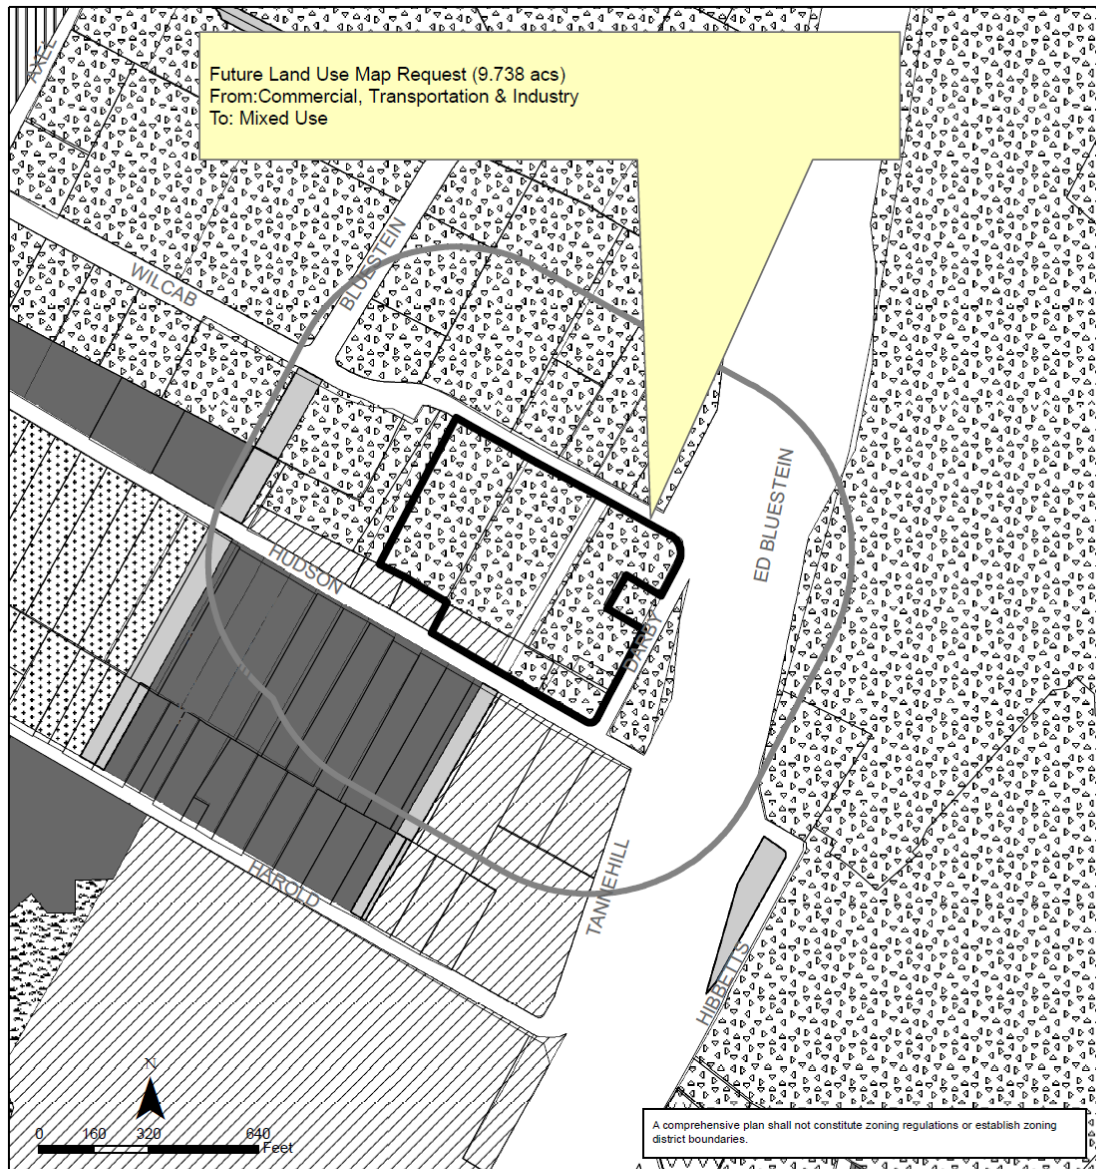 Future Land Use Map Request (9.738 acs)
From:Commercial, Transportation & Industry
To: Mixed Use
AXEL
BLUESTEIN
WILCAB
ED BLUESTEIN
HUDSON
DARBY
TANNEHILL
HAROLD
HIBBETTS
N
0 160 320 640
Feet
A comprehensive plan shall not constitute zoning regulations or establish zoning
district boundaries.